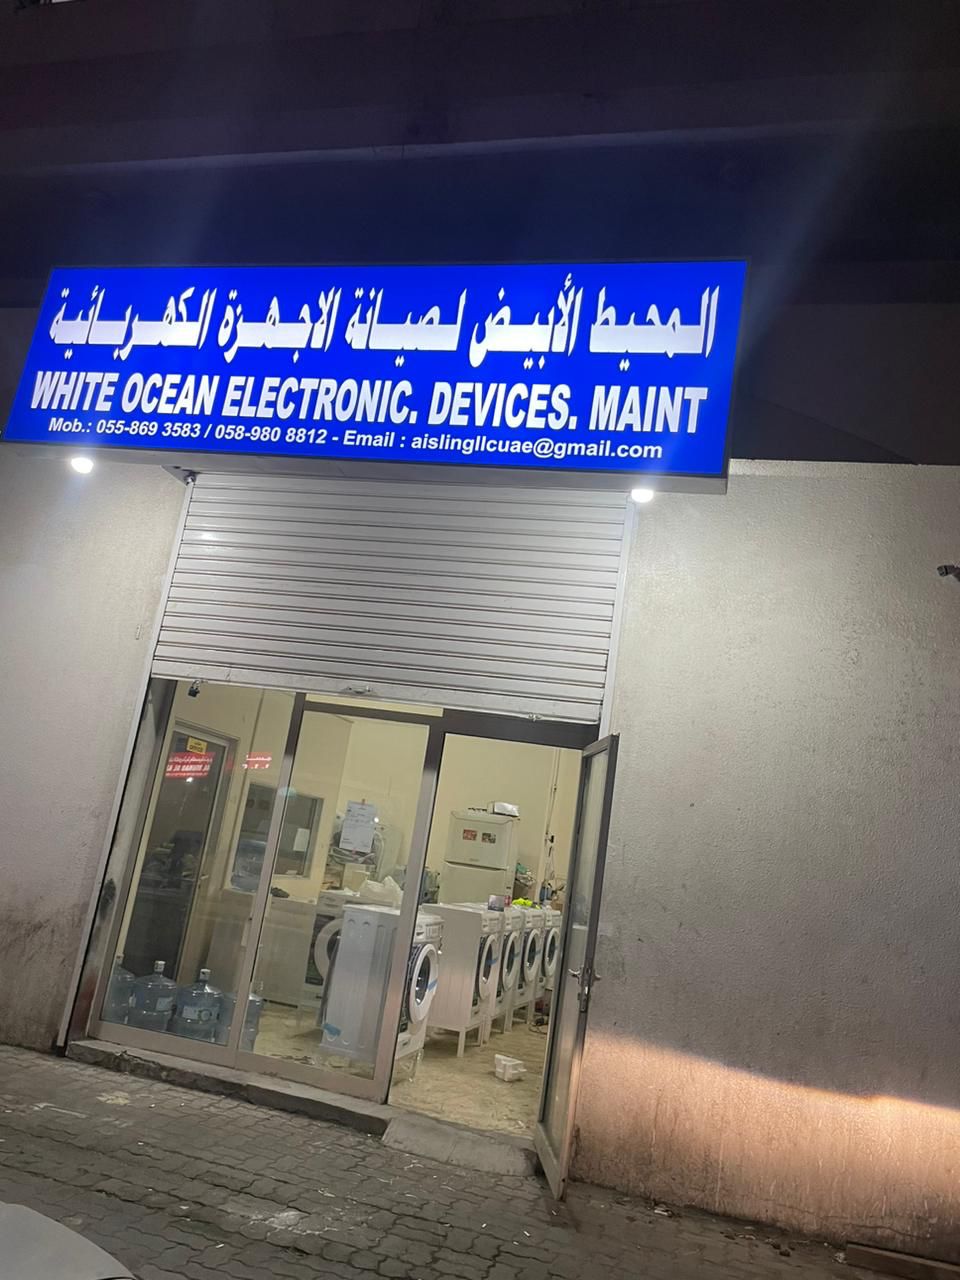 المحيط الأبيض لصيانة الاجهزة الكهربائية
WHITE OCEAN ELECTRONIC. DEVICES. MAINT
Mob.: 055-869 3583 / 058-980 8812 - Email : aislingllcuae@gmail.com
OFFICE